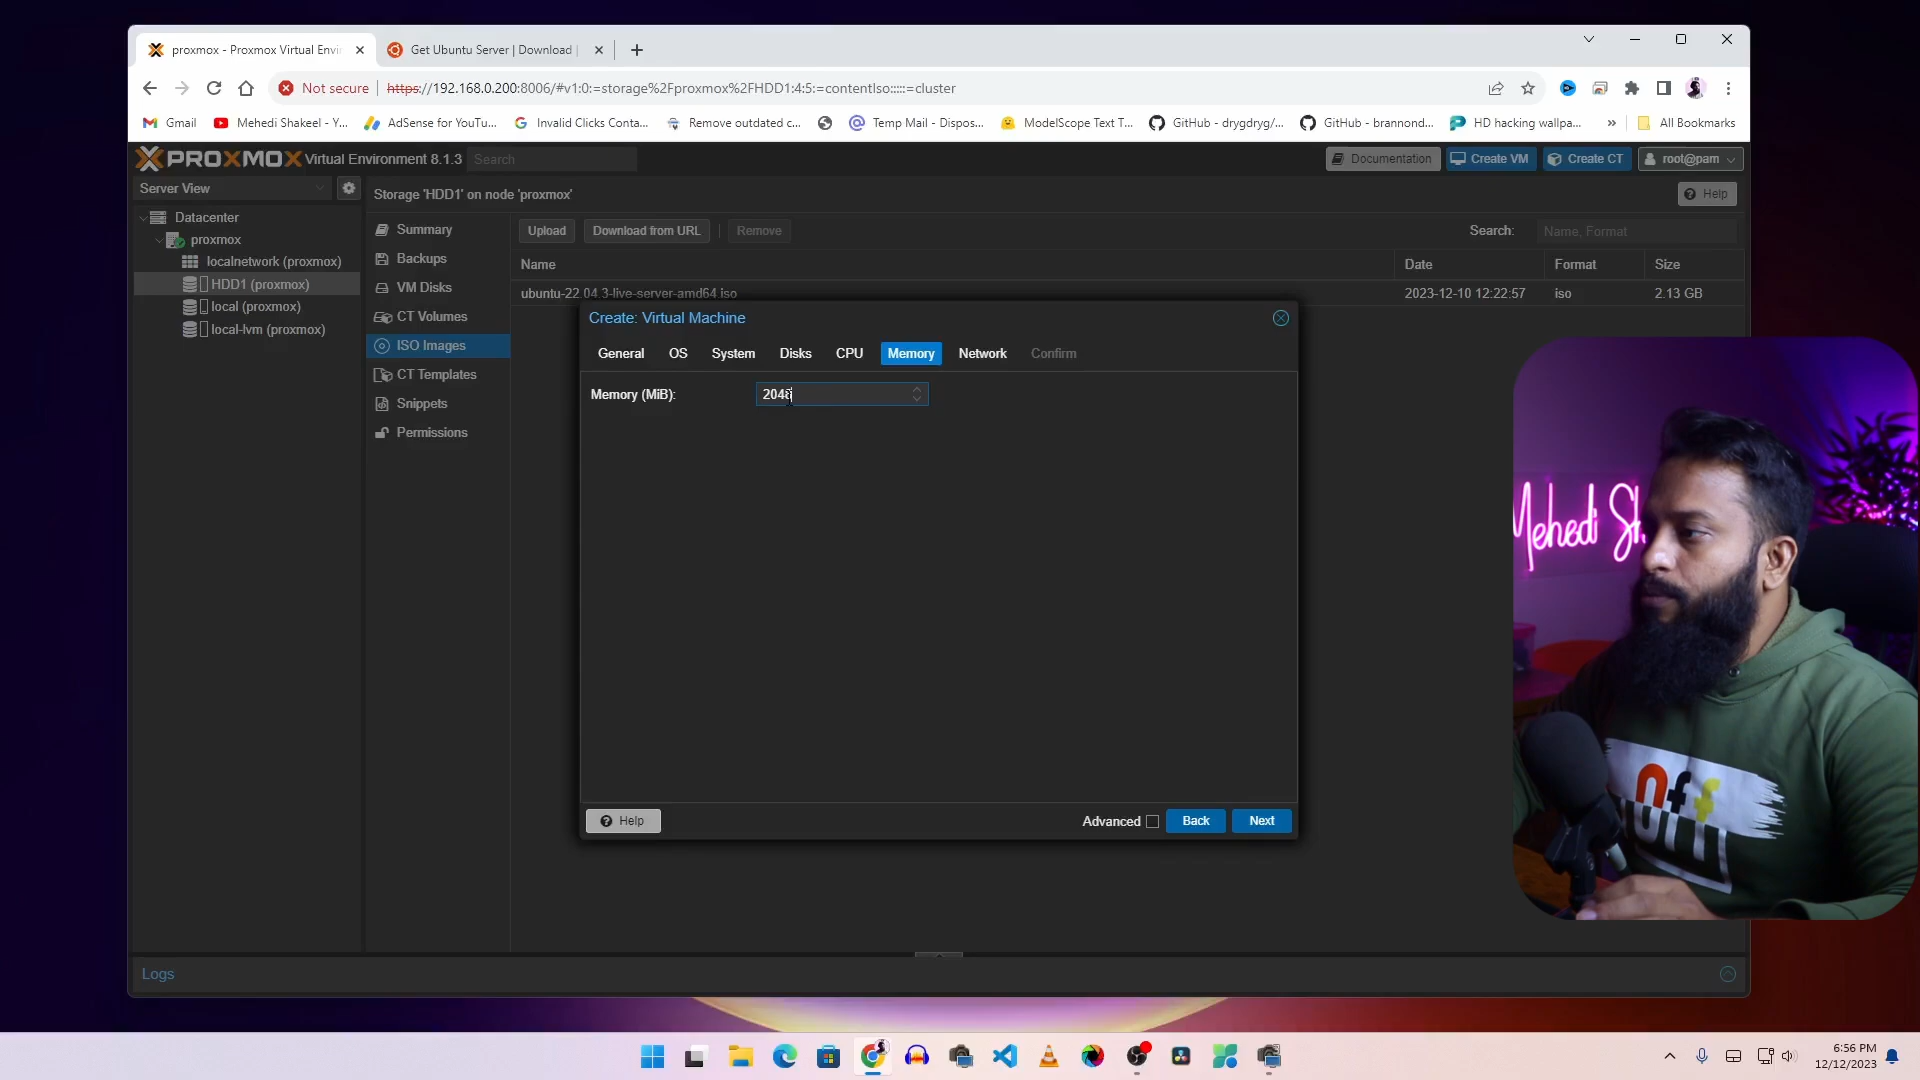 proxmox - Proxmox Virtual Envi
Get Ubuntu Server | Download |
Not secure
https://192.168.0.200:8006/#v1:0:=storage%2Fproxmox%2FHDD1:4:5:=contentIso:::::=cluster
Gmail
Mehedi Shakeel - Y...
AdSense for YouTu...
Invalid Clicks Conta...
Remove outdated c...
Temp Mail - Dispos...
ModelScope Text T...
GitHub - drygdryg/...
GitHub - brannond...
HD hacking wallpa...
»
All Bookmarks
PROXMOX Virtual Environment 8.1.3
Search
Documentation
Create VM
Create CT
root@pam
Server View
Storage 'HDD1' on node 'proxmox'
Help
Datacenter
proxmox
localnetwork (proxmox)
HDD1 (proxmox)
local (proxmox)
local-lvm (proxmox)
Summary
Backups
VM Disks
CT Volumes
ISO Images
CT Templates
Snippets
Permissions
Upload
Download from URL
Remove
Search:
Name, Format
Name
Date
Format
Size
ubuntu-22.04.3-live-server-amd64.iso
2023-12-10 12:22:57
iso
2.13 GB
Create: Virtual Machine
General
OS
System
Disks
CPU
Memory
Network
Confirm
Memory (MiB):
2048
Help
Advanced
Back
Next
Mehedi Sh
Off
Logs
6:56 PM
12/12/2023